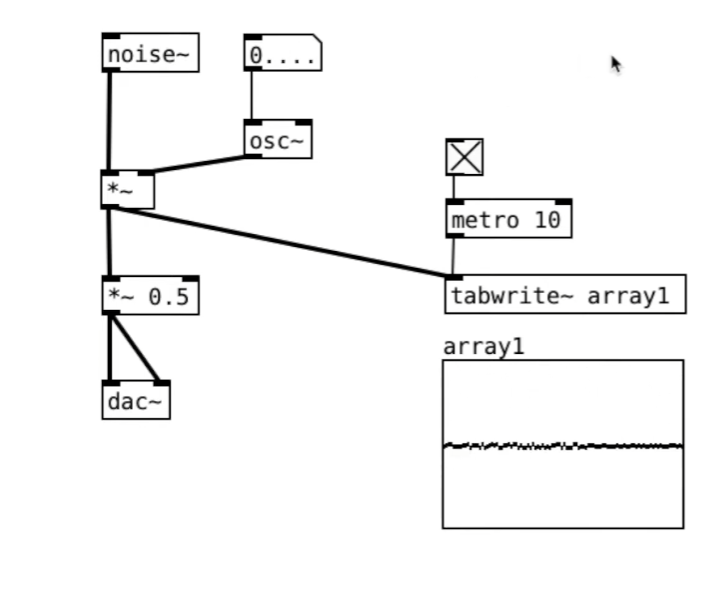 noise~
0....
osc~
*~
metro 10
*~ 0.5
tabwrite~ array1
array1
dac~